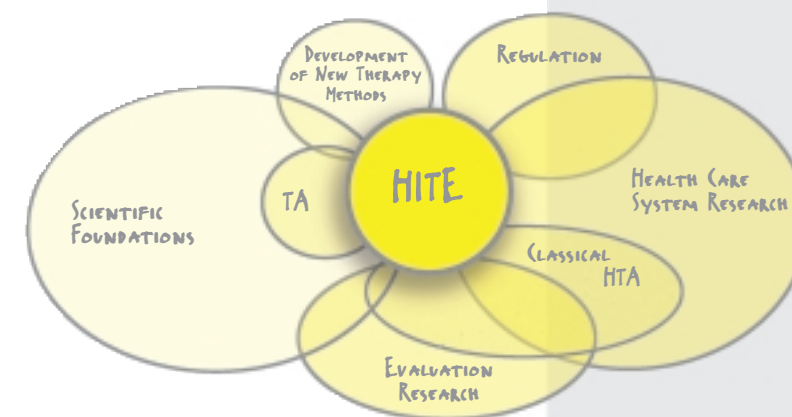 Development
of New Therapy
Methods
Regulation
HITE
TA
Scientific
Foundations
Health Care
System Research
Classical
HTA
Evaluation
Research